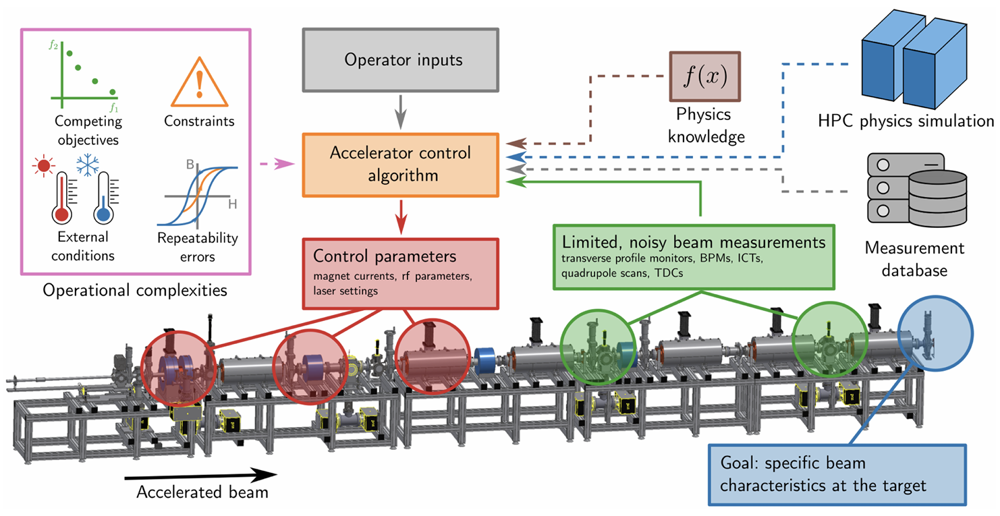 f2
f1
Competing
objectives
Constraints
External
conditions
B
H
Repeatability
errors
Operational complexities
Operator inputs
Accelerator control
algorithm
Control parameters
magnet currents, rf parameters,
laser settings
f(x)
Physics
knowledge
HPC physics simulation
Measurement
database
Limited, noisy beam measurements
transverse profile monitors, BPMs, ICTs,
quadrupole scans, TDCs
Accelerated beam
Goal: specific beam
characteristics at the target